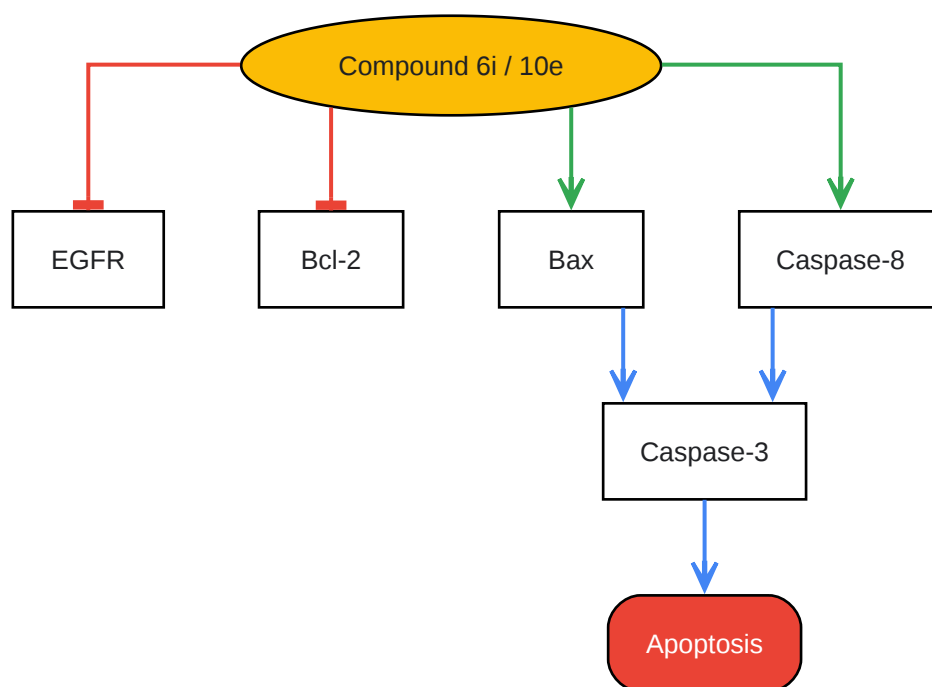 Compound 6i / 10e
EGFR
Bcl-2
Bax
Caspase-8
Caspase-3
Apoptosis